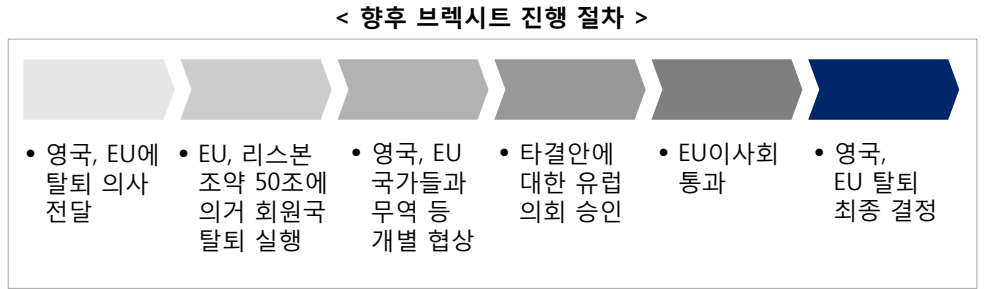 < 향후 브렉시트 진행 절차 >
• 영국, EU에
탈퇴 의사
전달
• EU, 리스본
조약 50조에
의거 회원국
탈퇴 실행
• 영국, EU
국가들과
무역 등
개별 협상
• 타결안에
대한 유럽
의회 승인
• EU이사회
통과
• 영국,
EU 탈퇴
최종 결정